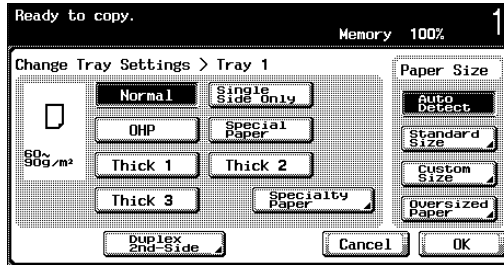 Ready to copy.
Memory 100% 1
Change Tray Settings > Tray 1
Paper Size
Normal
Single
Side Only
Auto
Detect
OHP
Special
Paper
Standard
Size
60~
90g/m²
Thick 1
Thick 2
Custom
Size
Thick 3
Specialty
Paper
Oversized
Paper
Duplex
2nd-Side
Cancel
OK